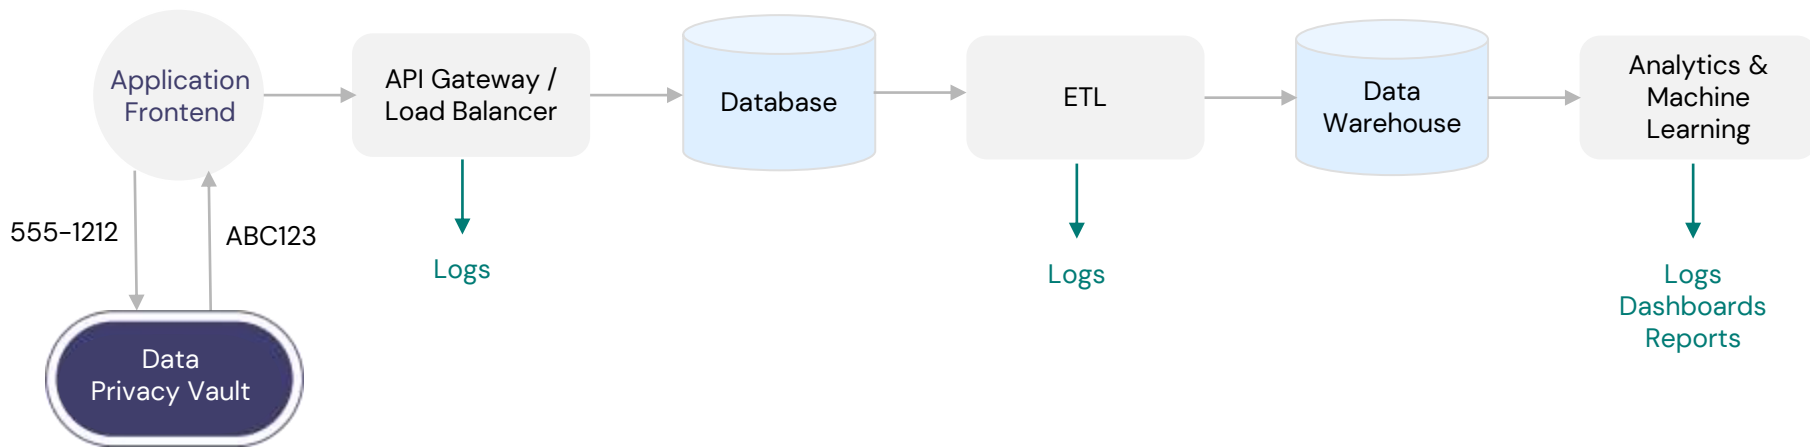 Application
Frontend
API Gateway /
Load Balancer
Database
ETL
Data
Warehouse
Analytics &
Machine
Learning
555-1212
ABC123
Logs
Logs
Logs
Dashboards
Reports
Data
Privacy Vault